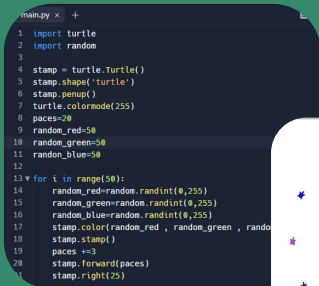 main.py × +
1 import turtle
2 import random
3
4 stamp = turtle.Turtle()
5 stamp.shape('turtle')
6 stamp.penup()
7 turtle.colormode(255)
8 paces=20
9 random_red=50
10 random_green=50
11 randon_blue=50
12
13 for i in range(50):
14 random_red=random.randint(0,255)
15 random_green=random.randint(0,255)
16 random_blue=random.randint(0,255)
17 stamp.color(random_red , random_green , rando
18 stamp.stamp()
19 paces +=3
20 stamp.forward(paces)
21 stamp.right(25)